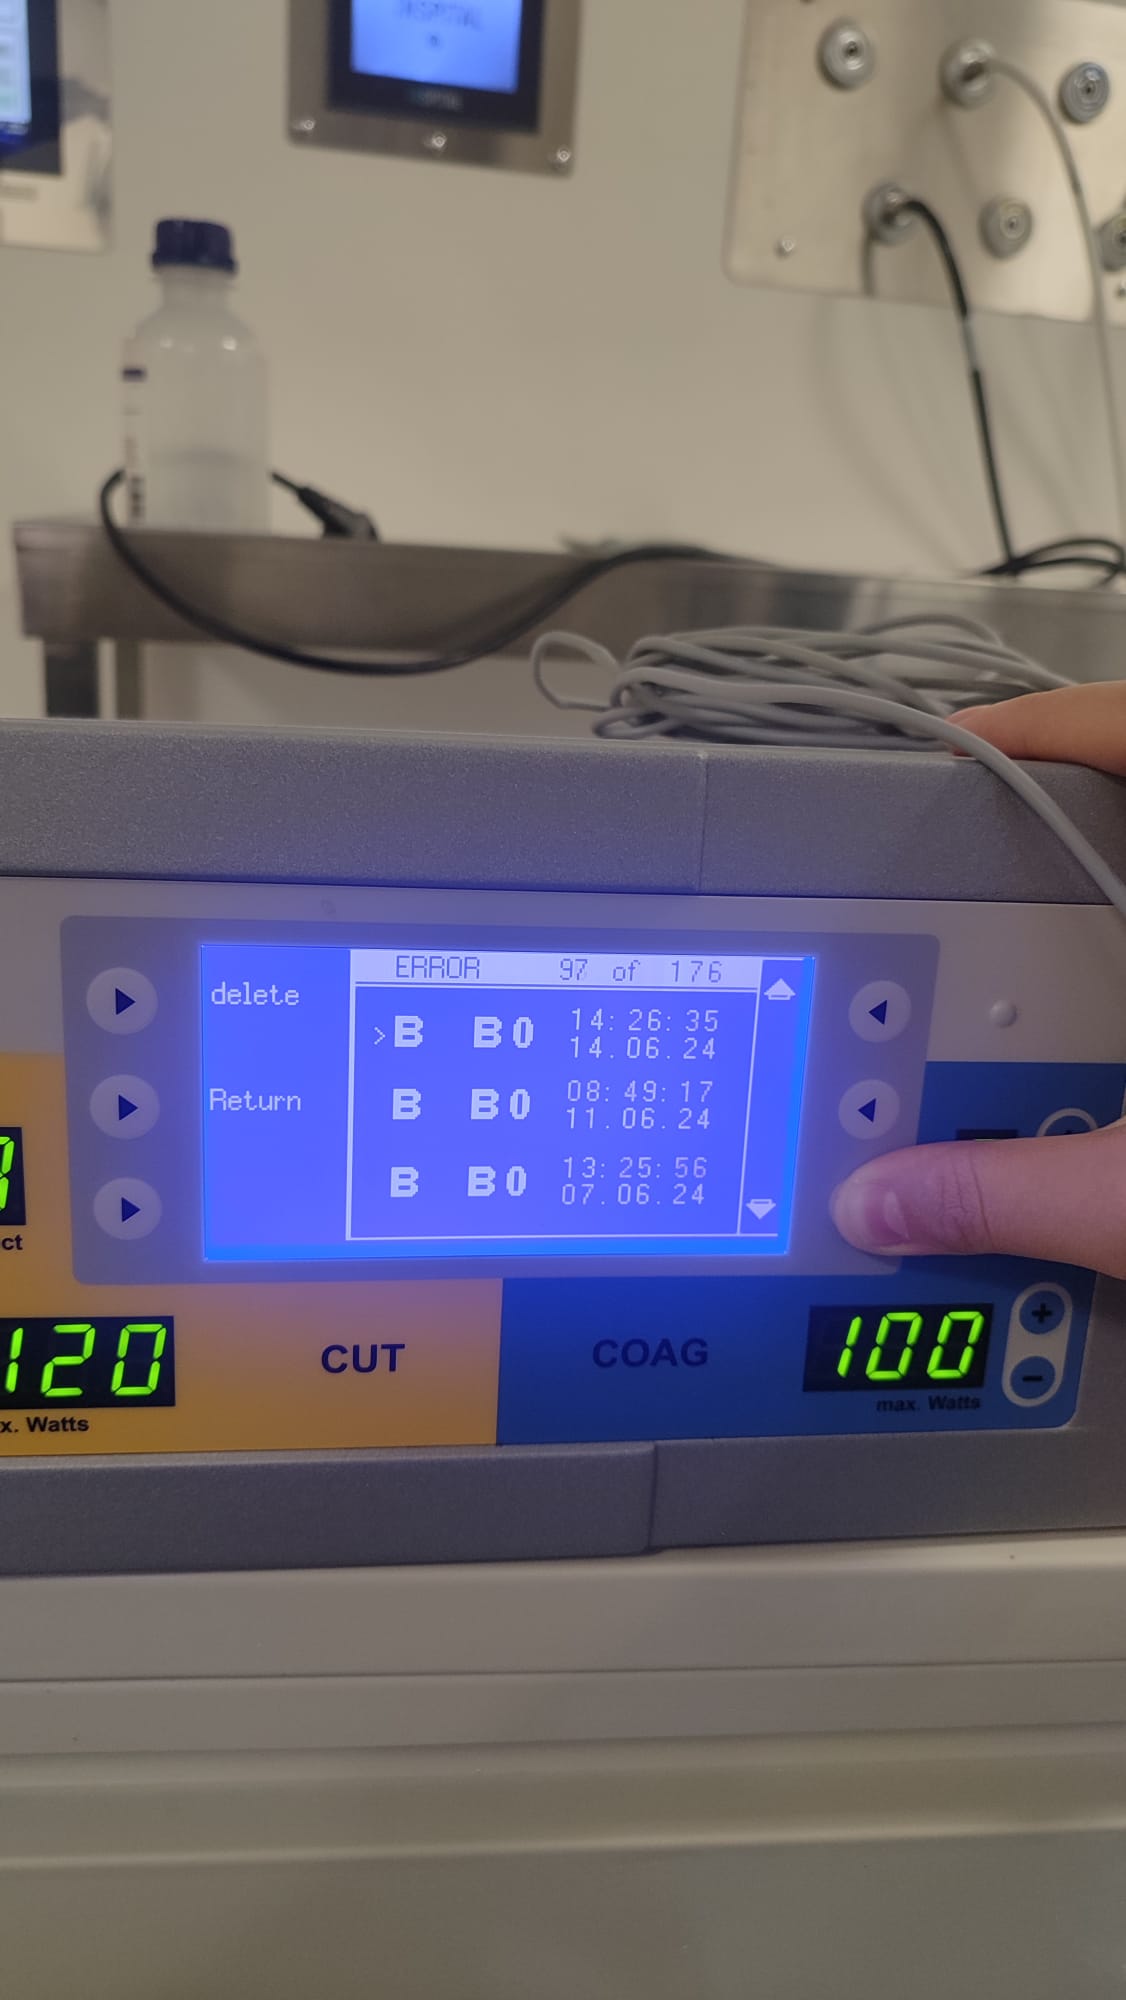 ERROR 97 of 176
delete
>B B0 14:26:35
14.06.24
Return
B B0 08:49:17
11.06.24
B B0 13:25:56
07.06.24
ct
120
CUT
COAG
100
+
-
x. Watts
max. Watts